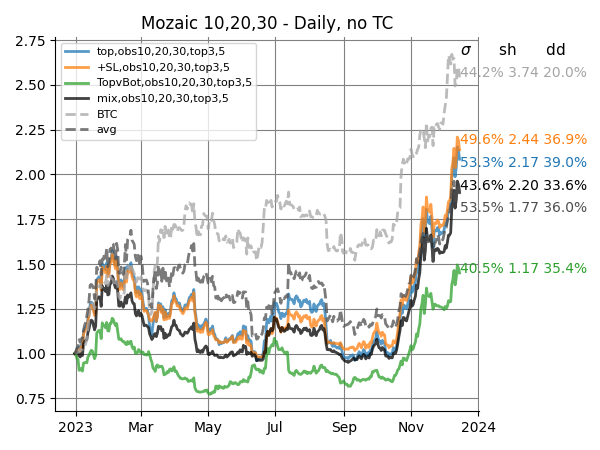 Mozaic 10,20,30 - Daily, no TC
σ sh dd
top,obs10,20,30,top3,5
+SL,obs10,20,30,top3,5
TopvBot,obs10,20,30,top3,5
mix,obs10,20,30,top3,5
BTC
avg
44.2% 3.74 20.0%
49.6% 2.44 36.9%
53.3% 2.17 39.0%
43.6% 2.20 33.6%
53.5% 1.77 36.0%
40.5% 1.17 35.4%
2.75
2.50
2.25
2.00
1.75
1.50
1.25
1.00
0.75
2023 Mar May Jul Sep Nov 2024